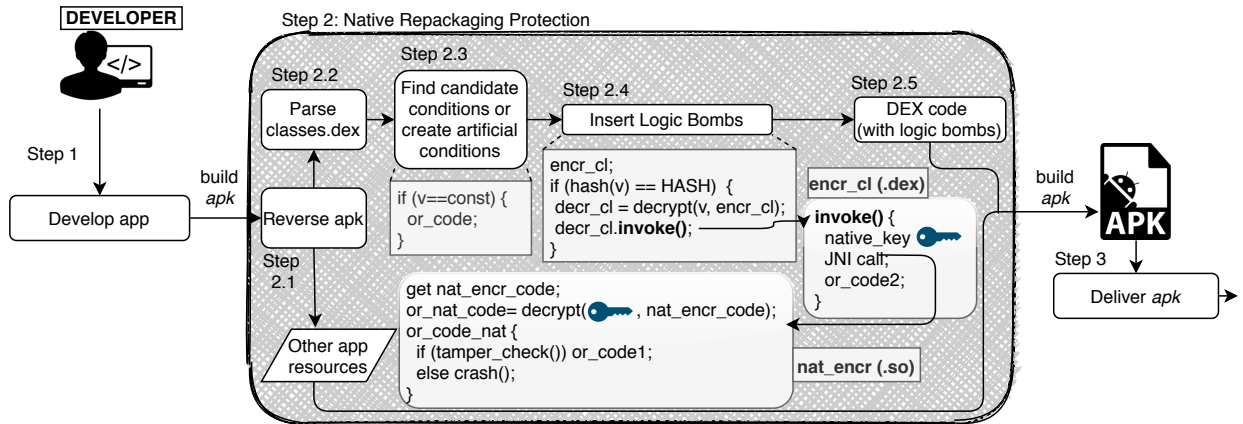 DEVELOPER
</>
Step 1
Develop app
build
apk
Step 2: Native Repackaging Protection
Step 2.1
Reverse apk
Step 2.2
Parse
classes.dex
Step 2.3
Find candidate
conditions or
create artificial
conditions
if (v==const) {
or_code;
}
Step 2.4
Insert Logic Bombs
encr_cl;
if (hash(v) == HASH) {
decr_cl = decrypt(v, encr_cl);
decr_cl.invoke();
}
Step 2.5
DEX code
(with logic bombs)
encr_cl (.dex)
invoke() {
native_key
JNI call;
or_code2;
}
get nat_encr_code;
or_nat_code= decrypt( , nat_encr_code);
or_code_nat {
if (tamper_check()) or_code1;
else crash();
}
nat_encr (.so)
Other app
resources
build
apk
APK
Step 3
Deliver apk